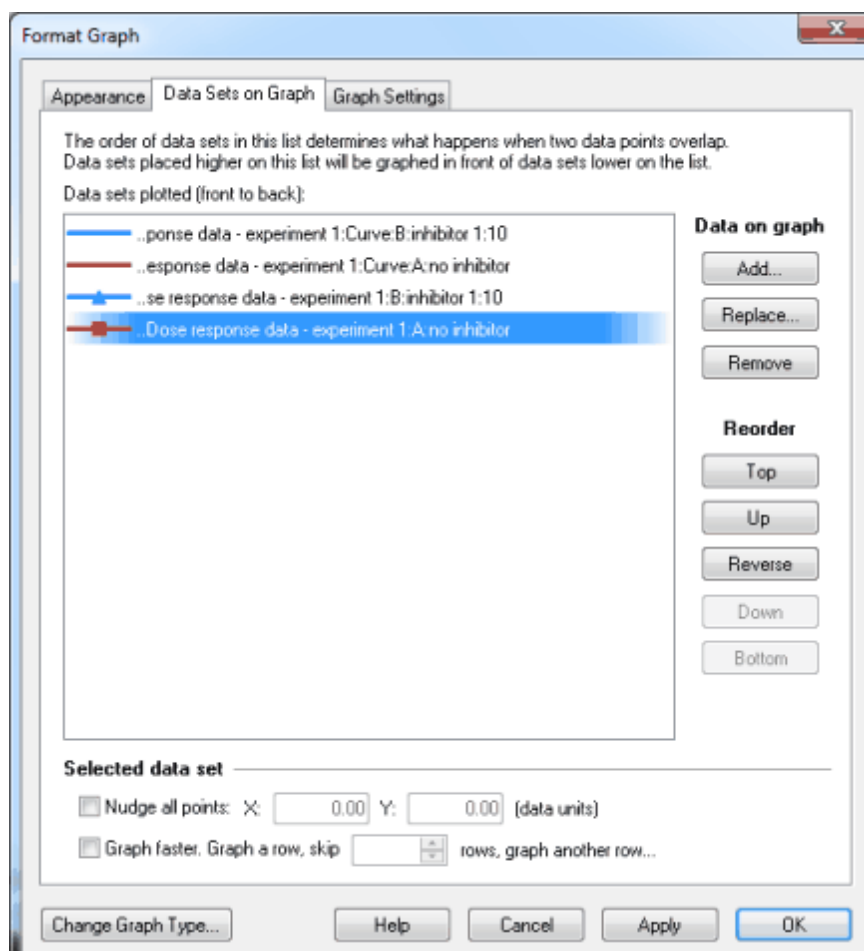 Format Graph
Appearance
Data Sets on Graph
Graph Settings
The order of data sets in this list determines what happens when two data points overlap.
Data sets placed higher on this list will be graphed in front of data sets lower on the list.
Data sets plotted (front to back):
..ponse data - experiment 1:Curve:B:inhibitor 1:10
..esponse data - experiment 1:Curve:A:no inhibitor
..se response data - experiment 1:B:inhibitor 1:10
..Dose response data - experiment 1:A:no inhibitor
Data on graph
Add...
Replace...
Remove
Reorder
Top
Up
Reverse
Down
Bottom
Selected data set
Nudge all points: X: 0.00 Y: 0.00 (data units)
Graph faster. Graph a row, skip rows, graph another row...
Change Graph Type...
Help
Cancel
Apply
OK